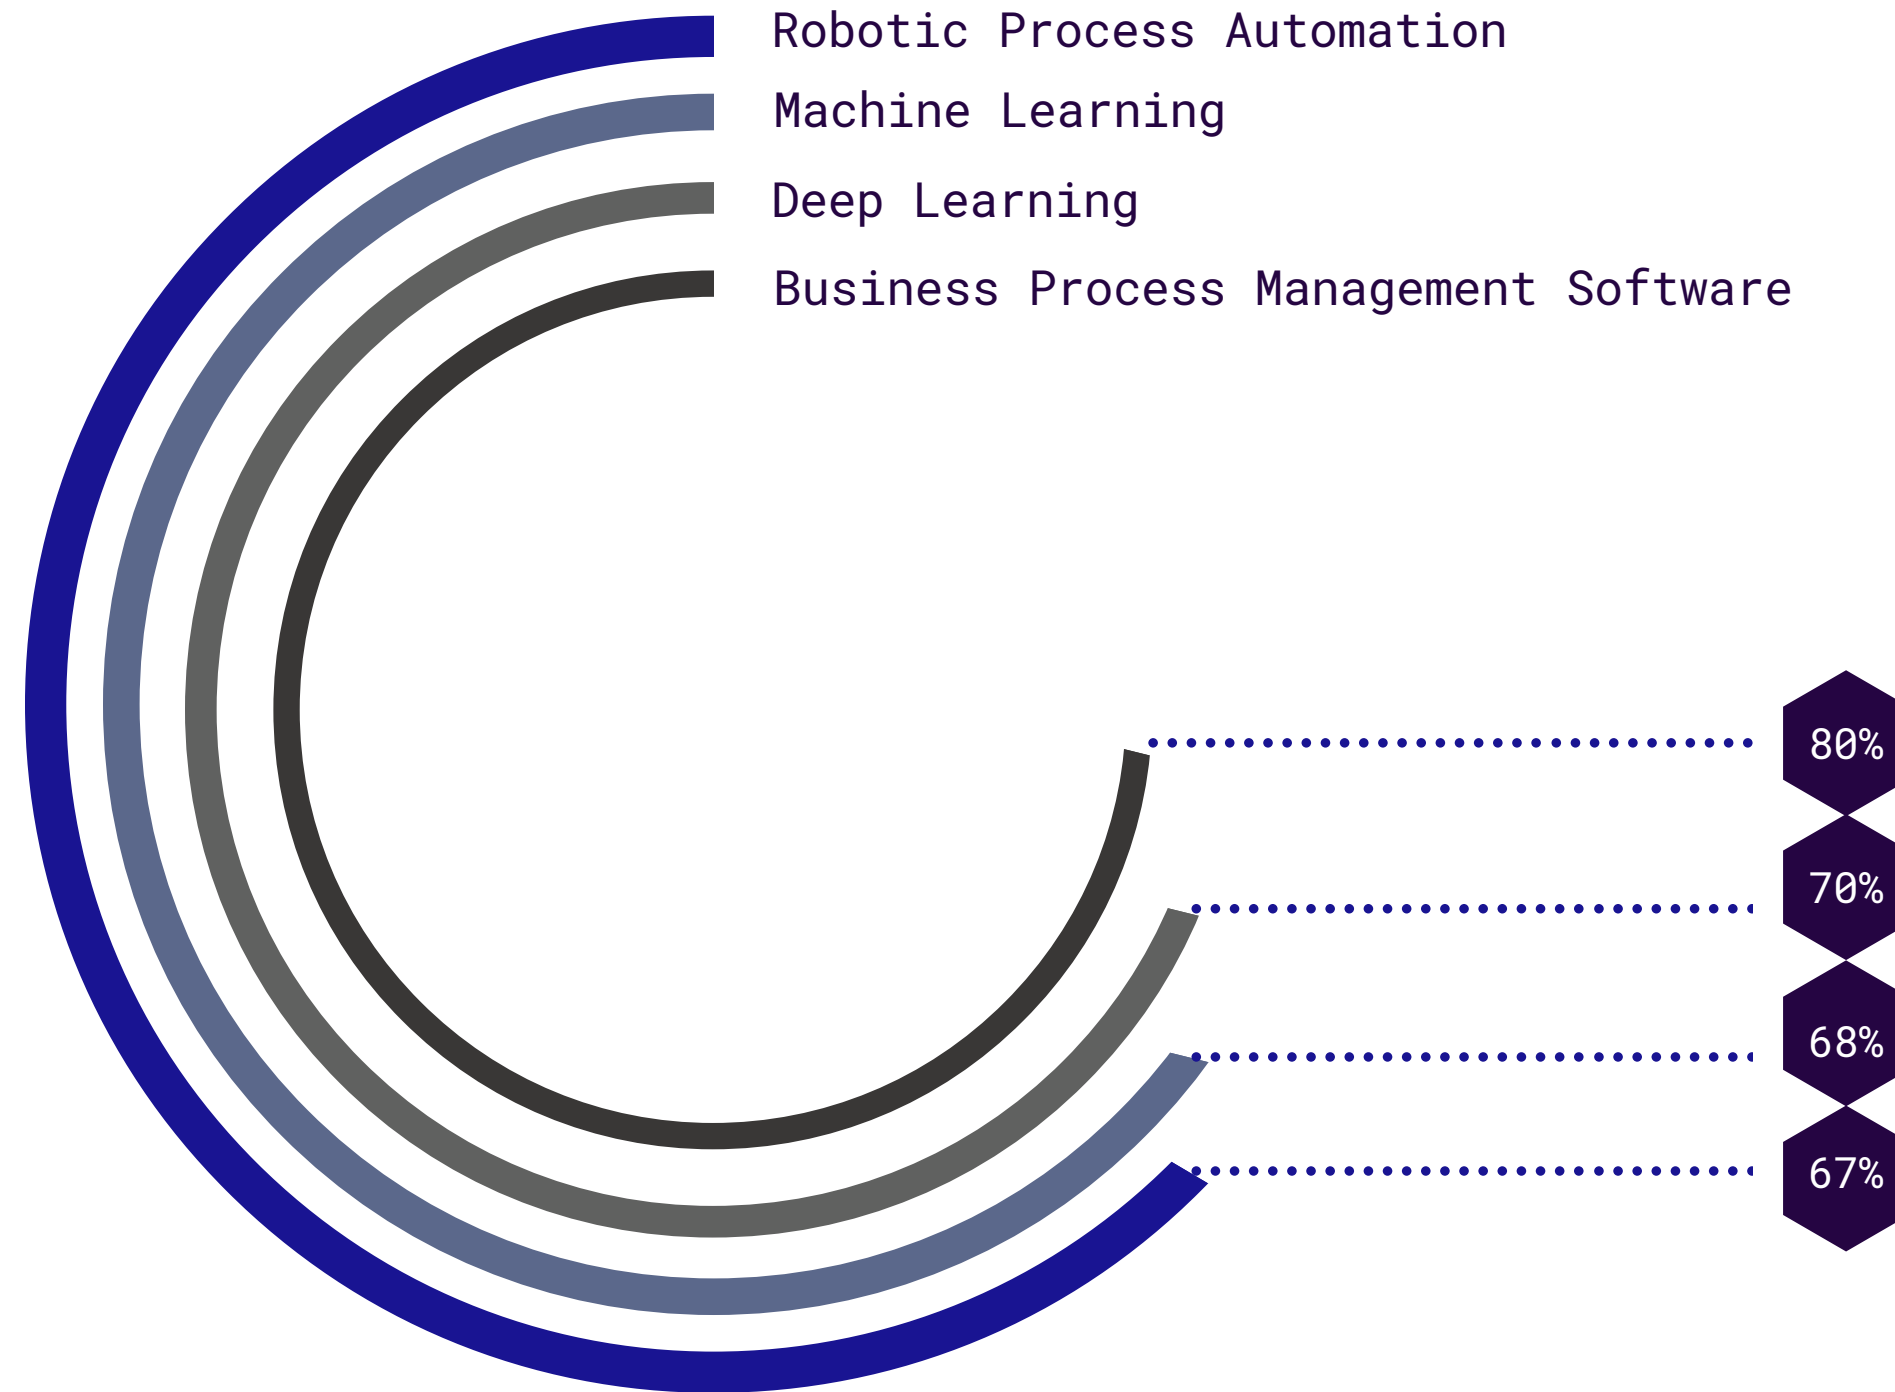 Robotic Process Automation
Machine Learning
Deep Learning
Business Process Management Software
80%
70%
68%
67%